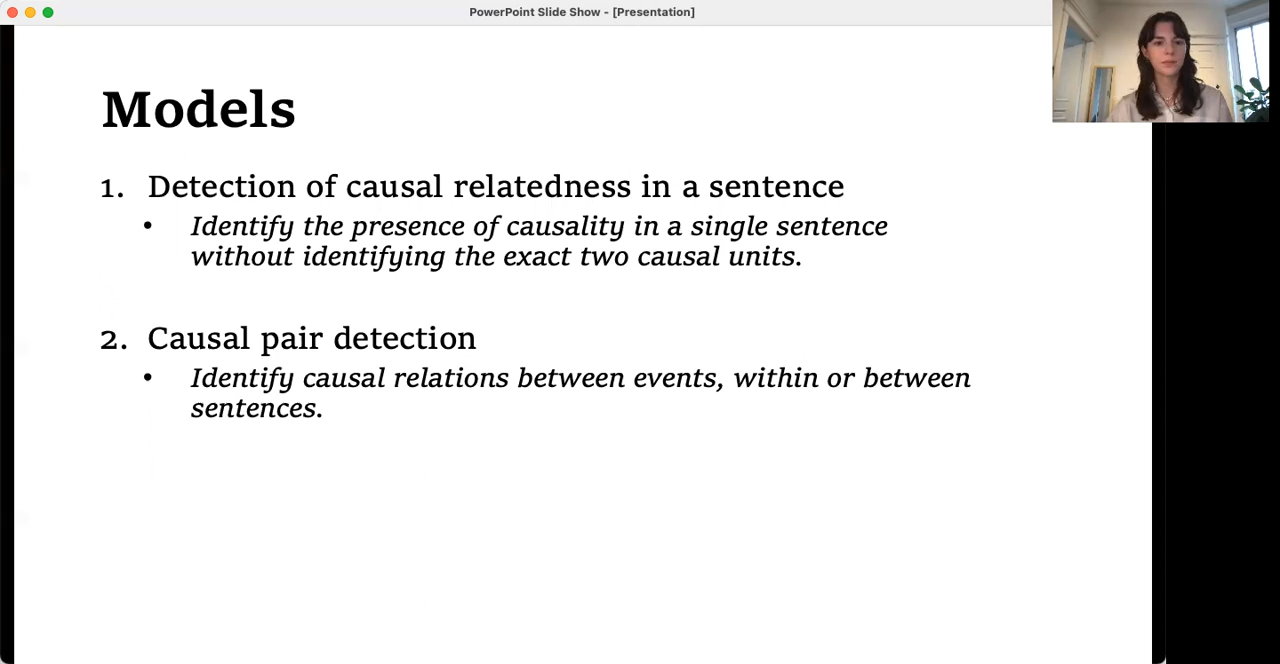 PowerPoint Slide Show - [Presentation]
Models
1. Detection of causal relatedness in a sentence
• Identify the presence of causality in a single sentence
without identifying the exact two causal units.
2. Causal pair detection
• Identify causal relations between events, within or between
sentences.